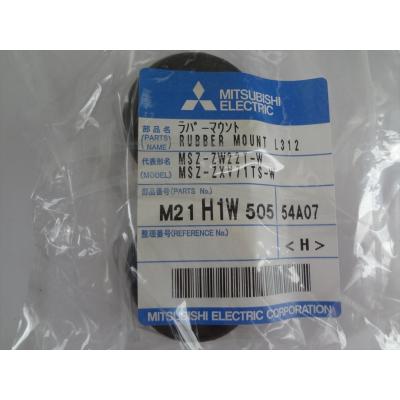 MITSUBISHI
ELECTRIC
部品名 ラバーマウント
(PARTS NAME) RUBBER MOUNT L312
代表形名 MSZ-ZW221-W
(MODEL) MSZ-ZXV71TS-W
部品番号(PARTS No.)
M21 H1W 505 54A07
整理番号(REFERENCE No.)
<H>
MITSUBISHI ELECTRIC CORPORATION